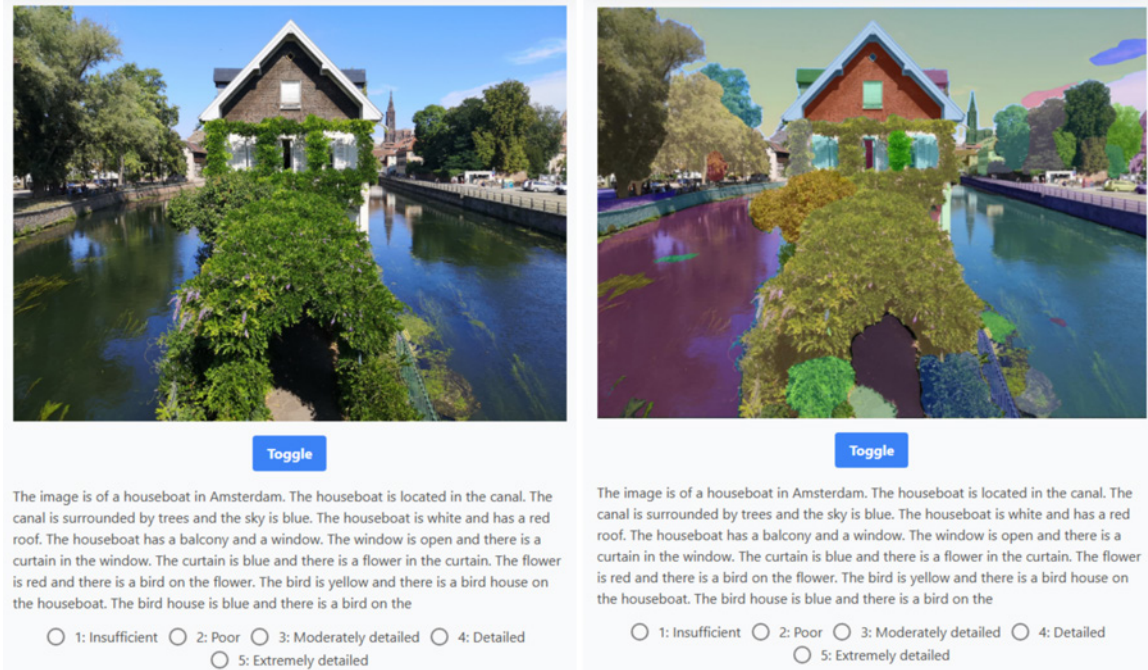 Toggle
The image is of a houseboat in Amsterdam. The houseboat is located in the canal. The
canal is surrounded by trees and the sky is blue. The houseboat is white and has a red
roof. The houseboat has a balcony and a window. The window is open and there is a
curtain in the window. The curtain is blue and there is a flower in the curtain. The flower
is red and there is a bird on the flower. The bird is yellow and there is a bird house on
the houseboat. The bird house is blue and there is a bird on the
1: Insufficient 2: Poor 3: Moderately detailed 4: Detailed
5: Extremely detailed
Toggle
The image is of a houseboat in Amsterdam. The houseboat is located in the canal. The
canal is surrounded by trees and the sky is blue. The houseboat is white and has a red
roof. The houseboat has a balcony and a window. The window is open and there is a
curtain in the window. The curtain is blue and there is a flower in the curtain. The flower
is red and there is a bird on the flower. The bird is yellow and there is a bird house on
the houseboat. The bird house is blue and there is a bird on the
1: Insufficient 2: Poor 3: Moderately detailed 4: Detailed
5: Extremely detailed